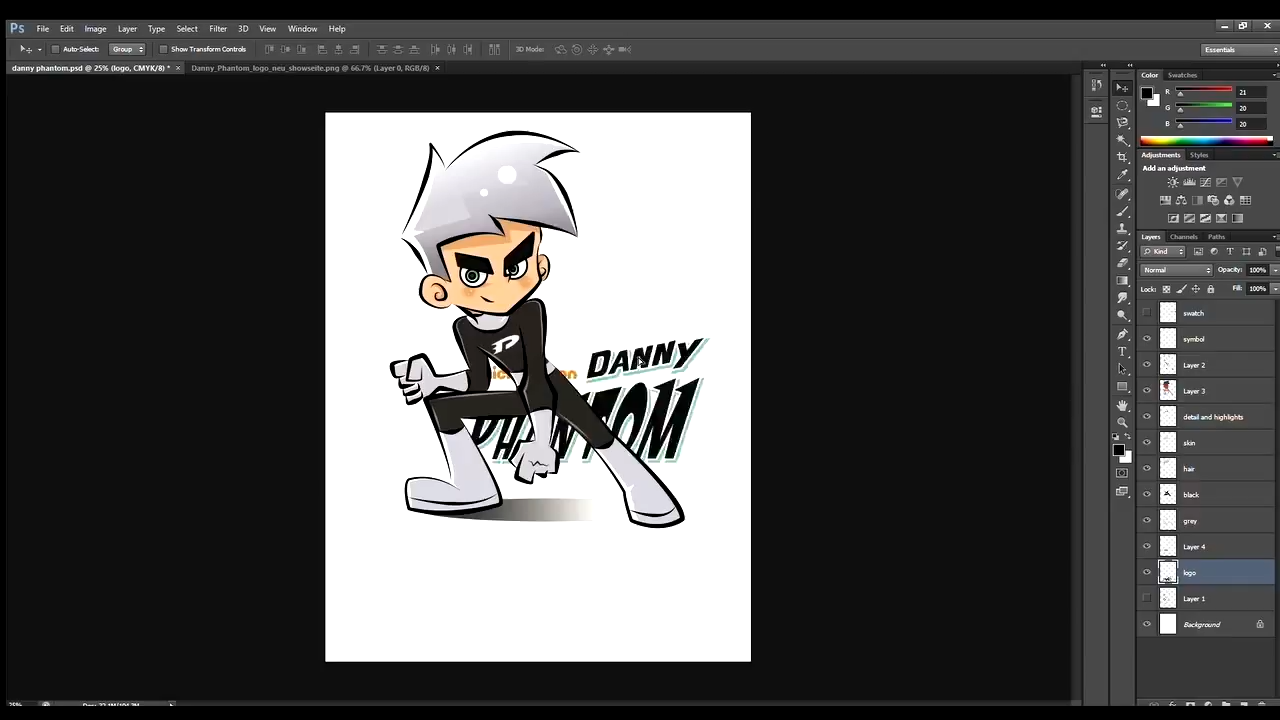 Ps File Edit Image Layer Type Select Filter 3D View Window Help
Auto-Select: Group Show Transform Controls 3D Mode: Essentials
danny phantom.psd @ 25% (logo, CMYK/8) * × Danny_Phantom_logo_neu_showseite.png @ 66.7% (Layer 0, RGB/8) ×
Color Swatches
R 21
G 20
B 20
Adjustments Styles
Add an adjustment
Layers Channels Paths
Kind
Normal Opacity: 100%
Lock: Fill: 100%
swatch
symbol
Layer 2
Layer 3
detail and highlights
skin
hair
black
grey
Layer 4
logo
Layer 1
Background
DANNY
PHANTOM
25%